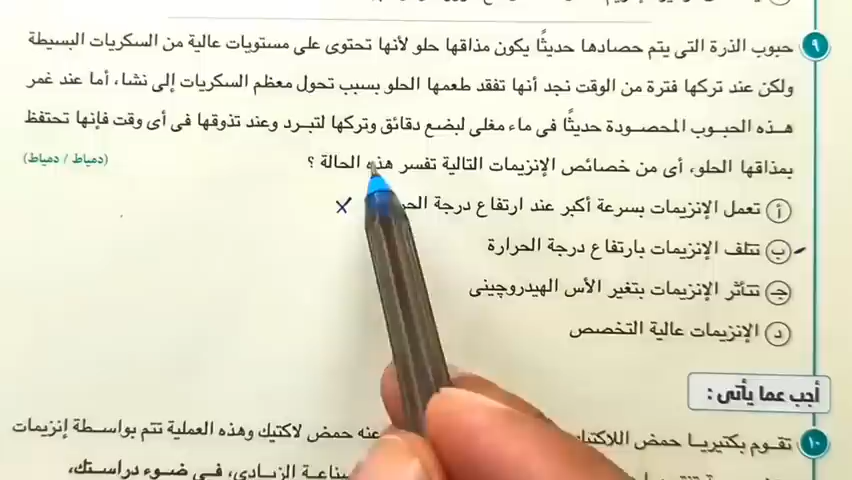 ٩ حبوب الذرة التى يتم حصادها حديثًا يكون مذاقها حلو لأنها تحتوى على مستويات عالية من السكريات البسيطة
ولكن عند تركها فترة من الوقت نجد أنها تفقد طعمها الحلو بسبب تحول معظم السكريات إلى نشا، أما عند غمر
هذه الحبوب المحصودة حديثًا فى ماء مغلى لبضع دقائق وتركها لتبرد وعند تذوقها فى أى وقت فإنها تحتفظ
بمذاقها الحلو، أى من خصائص الإنزيمات التالية تفسر هذه الحالة ؟ (دمياط / دمياط)
أ تعمل الإنزيمات بسرعة أكبر عند ارتفاع درجة
ب تتلف الإنزيمات بارتفاع درجة الحرارة
جـ تتأثر الإنزيمات بتغير الأس الهيدروچينى
د الإنزيمات عالية التخصص
أجب عما يأتى :
١٠ تقوم بكتيريا حمض عنه حمض لاكتيك وهذه العملية تتم بواسطة إنزيمات
الزبادى، فى ضوء دراستك،